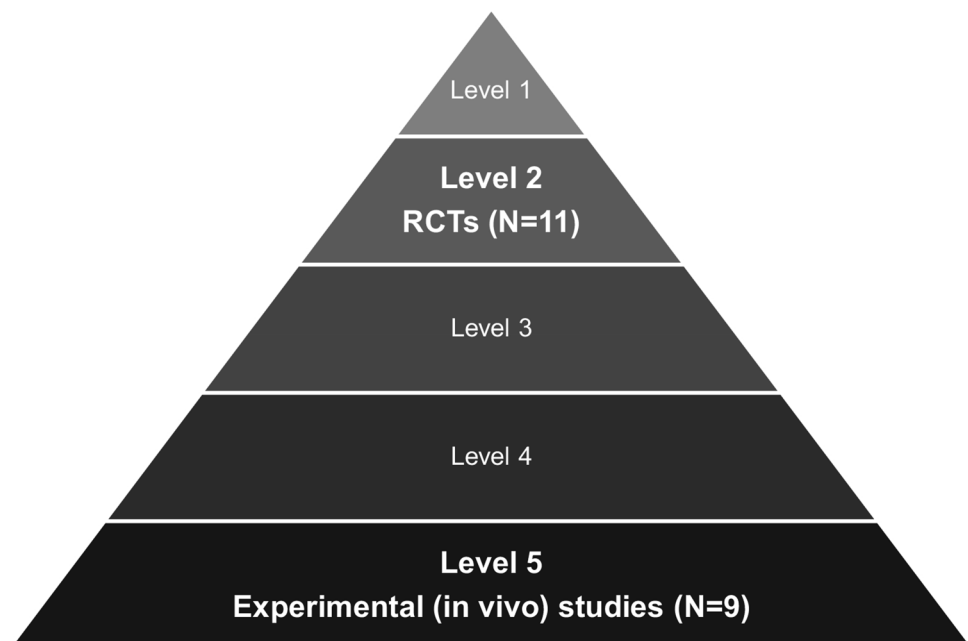 Level 1
Level 2
RCTs (N=11)
Level 3
Level 4
Level 5
Experimental (in vivo) studies (N=9)